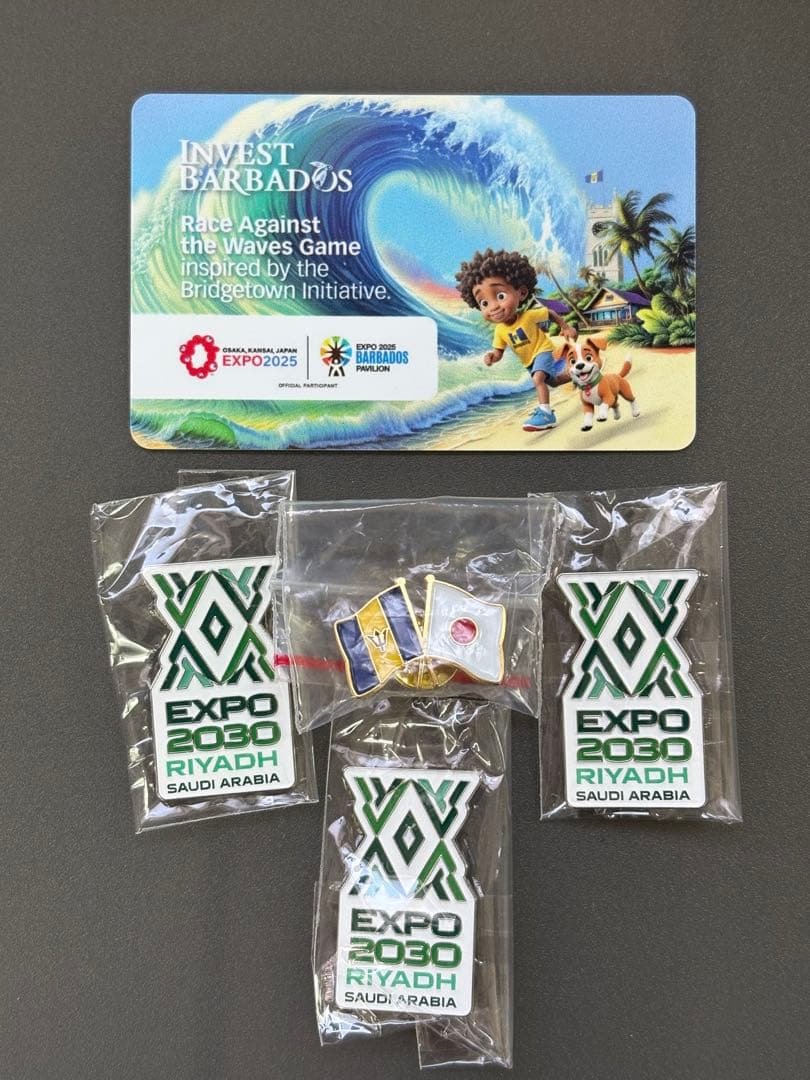 INVEST
BARBADOS
Race Against
the Waves Game
inspired by the
Bridgetown Initiative.
OSAKA, KANSAI, JAPAN
EXPO2025
EXPO 2025
BARBADOS
PAVILION
OFFICIAL PARTICIPANT
EXPO
2030
RIYADH
SAUDI ARABIA
EXPO
2030
RIYADH
SAUDI ARABIA
EXPO
2030
RIYADH
SAUDI ARABIA